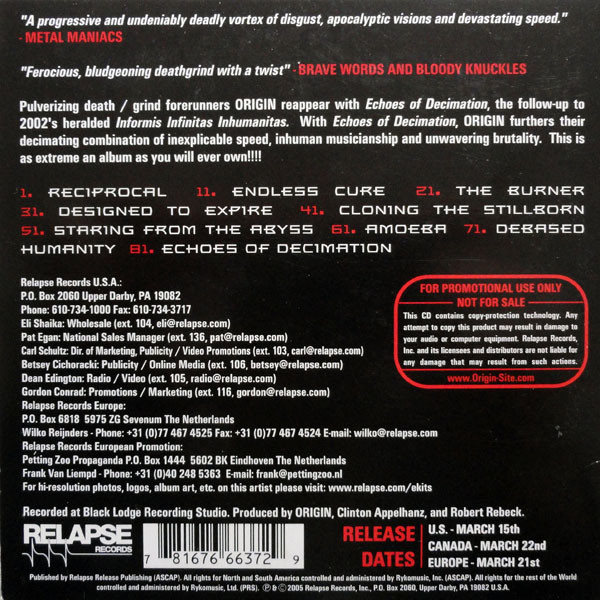 "A progressive and undeniably deadly vortex of disgust, apocalyptic visions and devastating speed."
- METAL MANIACS
"Ferocious, bludgeoning deathgrind with a twist" - BRAVE WORDS AND BLOODY KNUCKLES
Pulverizing death / grind forerunners ORIGIN reappear with Echoes of Decimation, the follow-up to
2002's heralded Informis Infinitas Inhumanitas. With Echoes of Decimation, ORIGIN furthers their
decimating combination of inexplicable speed, inhuman musicianship and unwavering brutality. This is
as extreme an album as you will ever own!!!!
1. RECIPROCAL 11. ENDLESS CURE 21. THE BURNER
31. DESIGNED TO EXPIRE 41. CLONING THE STILLBORN
51. STARING FROM THE ABYSS 61. AMOEBA 71. DEBASED
HUMANITY 81. ECHOES OF DECIMATION
Relapse Records U.S.A.:
P.O. Box 2060 Upper Darby, PA 19082
Phone: 610-734-1000 Fax: 610-734-3717
Eli Shaika: Wholesale (ext. 104, eli@relapse.com)
Pat Egan: National Sales Manager (ext. 136, pat@relapse.com)
Carl Schultz: Dir. of Marketing, Publicity / Video Promotions (ext. 103, carl@relapse.com)
Betsey Cichoracki: Publicity / Online Media (ext. 106, betsey@relapse.com)
Dean Edington: Radio / Video (ext. 105, radio@relapse.com)
Gordon Conrad: Promotions / Marketing (ext. 116, gordon@relapse.com)
Relapse Records Europe:
P.O. Box 6818 5975 ZG Sevenum The Netherlands
Wilko Reijnders - Phone: +31 (0)77 467 4525 Fax: +31 (0)77 467 4524 E-mail: wilko@relapse.com
Relapse Records European Promotion:
Petting Zoo Propaganda P.O. Box 1444 5602 BK Eindhoven The Netherlands
Frank Van Liempd - Phone: +31 (0)40 248 5363 E-mail: frank@pettingzoo.nl
For hi-resolution photos, logos, album art, etc. on this artist please visit: www.relapse.com/ekits
FOR PROMOTIONAL USE ONLY
NOT FOR SALE
This CD contains copy-protection technology. Any
attempt to copy this product may result in damage to
your audio or computer equipment. Relapse Records,
Inc. and its licensees and distributors are not liable for
any damage that may result from such actions.
www.Origin-Site.com
Recorded at Black Lodge Recording Studio. Produced by ORIGIN, Clinton Appelhanz, and Robert Rebeck.
RELAPSE
RECORDS
7 81676 66372 9
RELEASE
DATES
U.S. - MARCH 15th
CANADA - MARCH 22nd
EUROPE - MARCH 21st
Published by Relapse Release Publishing (ASCAP). All rights for North and South America controlled and administered by Rykomusic, Inc. (ASCAP). All rights for the rest of the World
controlled and administered by Rykomusic, Ltd. (PRS). ℗ & © 2005 Relapse Records, Inc., P.O. Box 2060, Upper Darby, PA 19082 U.S.A.